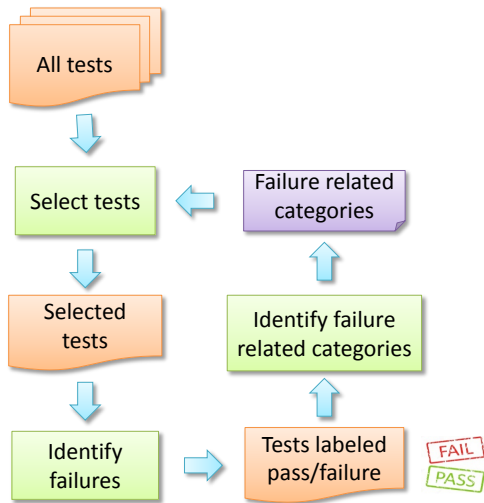 All tests
Select tests
Failure related
categories
Selected
tests
Identify failure
related categories
Identify
failures
Tests labeled
pass/failure
FAIL
PASS